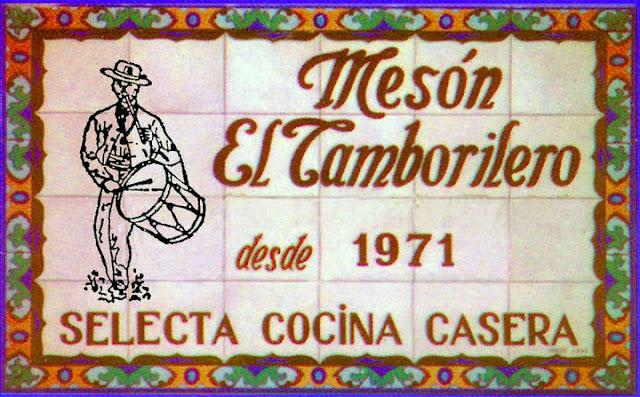 Mesón
El Tamborilero
desde 1971
SELECTA COCINA CASERA